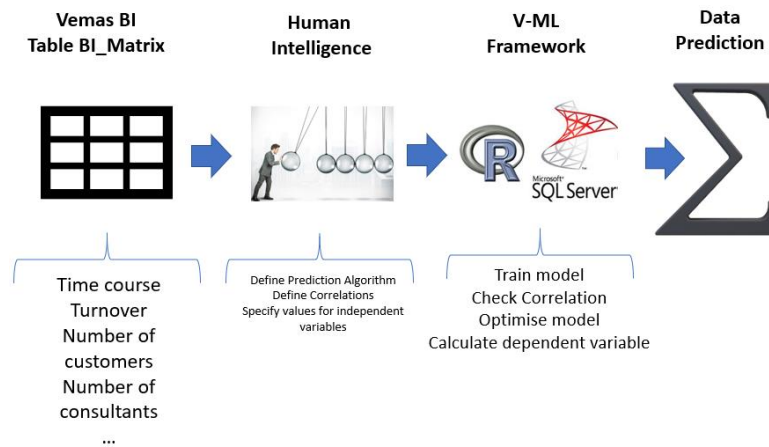 Vemas BI
Table BI_Matrix
Human
Intelligence
V-ML
Framework
Data
Prediction
R
Microsoft®
SQL Server®
Time course
Turnover
Number of
customers
Number of
consultants
...
Define Prediction Algorithm
Define Correlations
Specify values for independent
variables
Train model
Check Correlation
Optimise model
Calculate dependent variable